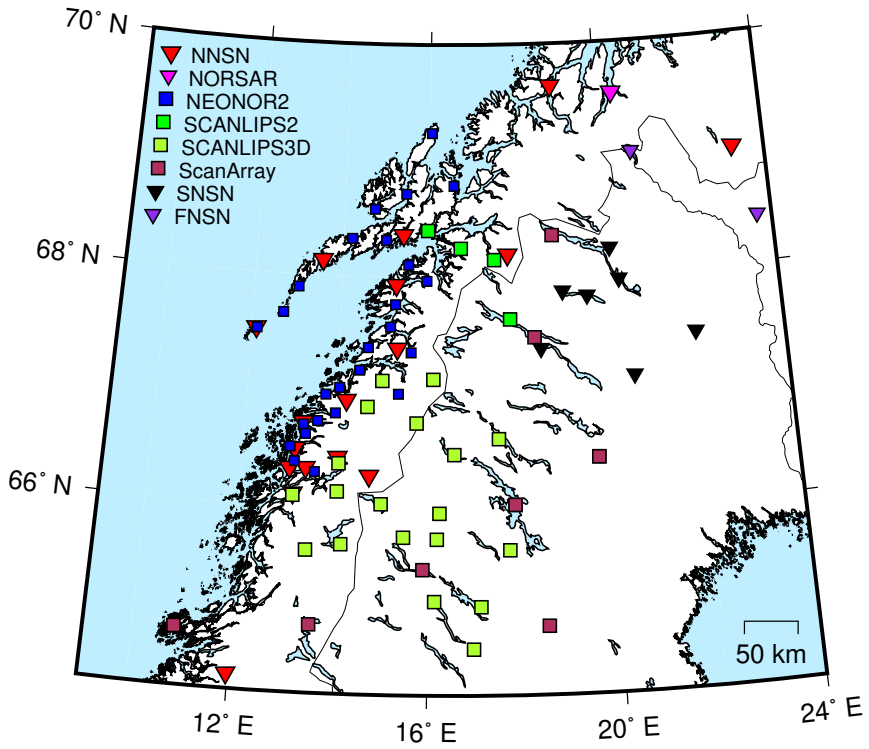 70° N
NNSN
NORSAR
NEONOR2
SCANLIPS2
SCANLIPS3D
ScanArray
SNSN
FNSN
68° N
66° N
50 km
12° E
16° E
20° E
24° E